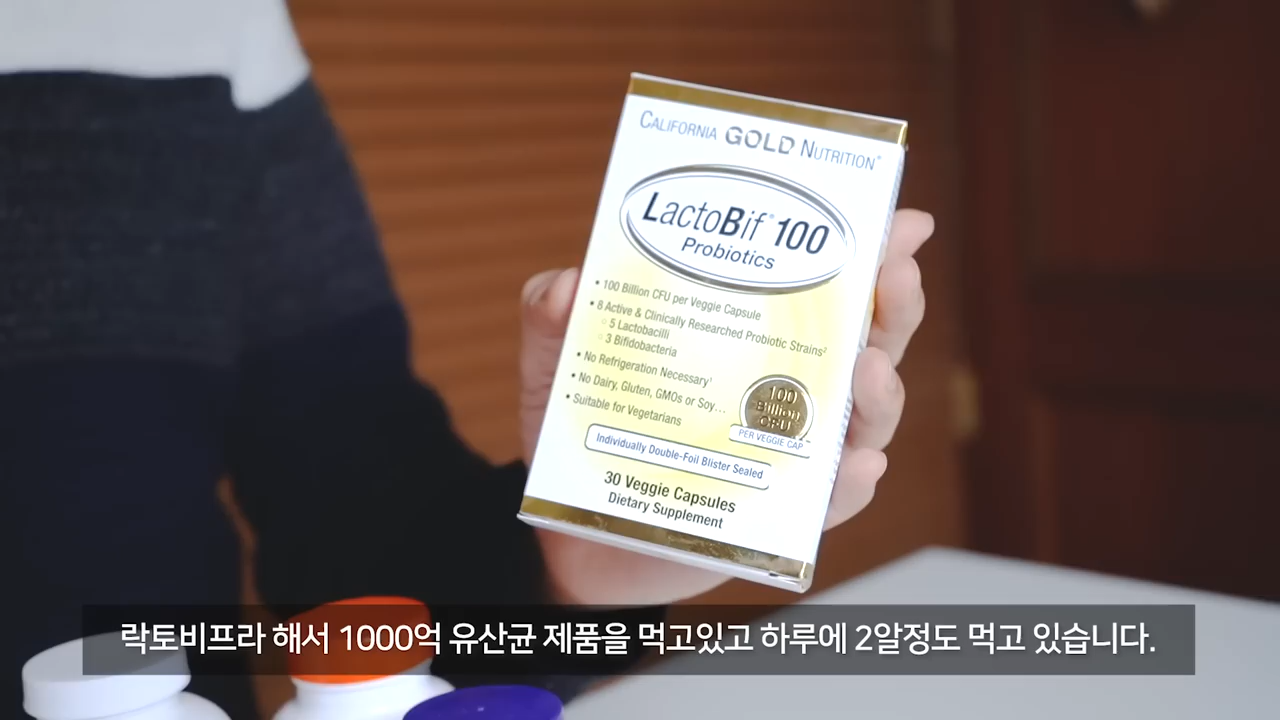 CALIFORNIA GOLD NUTRITION®
LactoBif® 100
Probiotics
• 100 Billion CFU per Veggie Capsule
• 8 Active & Clinically Researched Probiotic Strains²
○ 5 Lactobacilli
○ 3 Bifidobacteria
• No Refrigeration Necessary¹
• No Dairy, Gluten, GMOs or Soy…
• Suitable for Vegetarians
100
Billion
CFU
PER VEGGIE CAP
Individually Double-Foil Blister Sealed
30 Veggie Capsules
Dietary Supplement
락토비프라 해서 1000억 유산균 제품을 먹고있고 하루에 2알정도 먹고 있습니다.